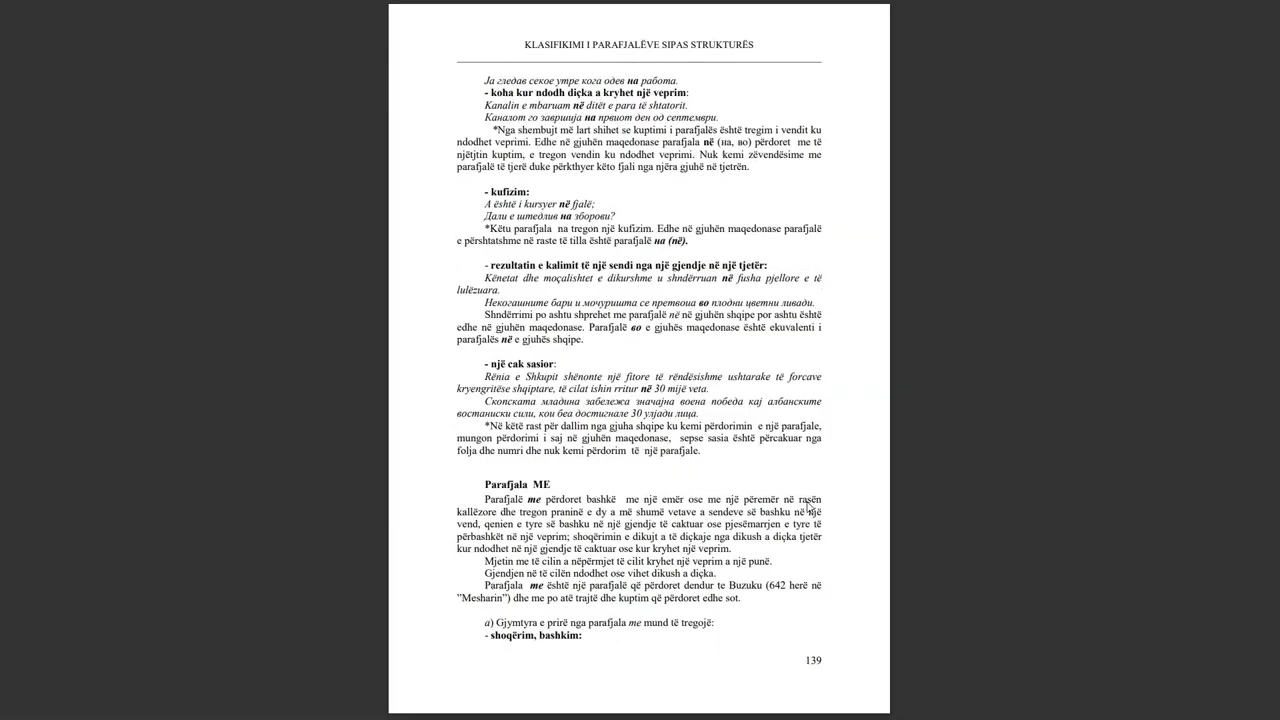 KLASIFIKIMI I PARAFJALËVE SIPAS STRUKTURËS
Ја гледав секое утре кога одев на работа.
- koha kur ndodh diçka a kryhet një veprim:
Kanalin e mbaruam në ditët e para të shtatorit.
Каналот го завршија на првиот ден од септември.
*Nga shembujt më lart shihet se kuptimi i parafjalës është tregim i vendit ku
ndodhet veprimi. Edhe në gjuhën maqedonase parafjala në (на, во) përdoret me të
njëtjtin kuptim, e tregon vendin ku ndodhet veprimi. Nuk kemi zëvendësime me
parafjalë të tjerë duke përkthyer këto fjali nga njëra gjuhë në tjetrën.
- kufizim:
A është i kursyer në fjalë;
Дали е штедлив на зборови?
*Këtu parafjala na tregon një kufizim. Edhe në gjuhën maqedonase parafjalë
e përshtatshme në raste të tilla është parafjalë на (në).
- rezultatin e kalimit të një sendi nga një gjendje në një tjetër:
Kënetat dhe moçalishtet e dikurshme u shndërruan në fusha pjellore e të
lulëzuara.
Некогашните бари и мочуришта се претвоиа во плодни цветни ливади.
Shndërrimi po ashtu shprehet me parafjalë në në gjuhën shqipe por ashtu është
edhe në gjuhën maqedonase. Parafjalë во e gjuhës maqedonase është ekuvalenti i
parafjalës në e gjuhës shqipe.
- një cak sasior:
Rënia e Shkupit shënonte një fitore të rëndësishme ushtarake të forcave
kryengritëse shqiptare, të cilat ishin rritur në 30 mijë veta.
Скопската младина забележа значајна воена победа кај албанските
востаниски сили, кои беа достигнале 30 улјади лица.
*Në këtë rast për dallim nga gjuha shqipe ku kemi përdorimin e një parafjale,
mungon përdorimi i saj në gjuhën maqedonase, sepse sasia është përcakuar nga
folja dhe numri dhe nuk kemi përdorim të një parafjale.
Parafjala ME
Parafjalë me përdoret bashkë me një emër ose me një përemër në rasën
kallëzore dhe tregon praninë e dy a më shumë vetave a sendeve së bashku në një
vend, qenien e tyre së bashku në një gjendje të caktuar ose pjesëmarrjen e tyre të
përbashkët në një veprim; shoqërimin e dikujt a të diçkaje nga dikush a diçka tjetër
kur ndodhet në një gjendje të caktuar ose kur kryhet një veprim.
Mjetin me të cilin a nëpërmjet të cilit kryhet një veprim a një punë.
Gjendjen në të cilën ndodhet ose vihet dikush a diçka.
Parafjala me është një parafjalë që përdoret dendur te Buzuku (642 herë në
"Mesharin") dhe me po atë trajtë dhe kuptim që përdoret edhe sot.
a) Gjymtyra e prirë nga parafjala me mund të tregojë:
- shoqërim, bashkim:
139